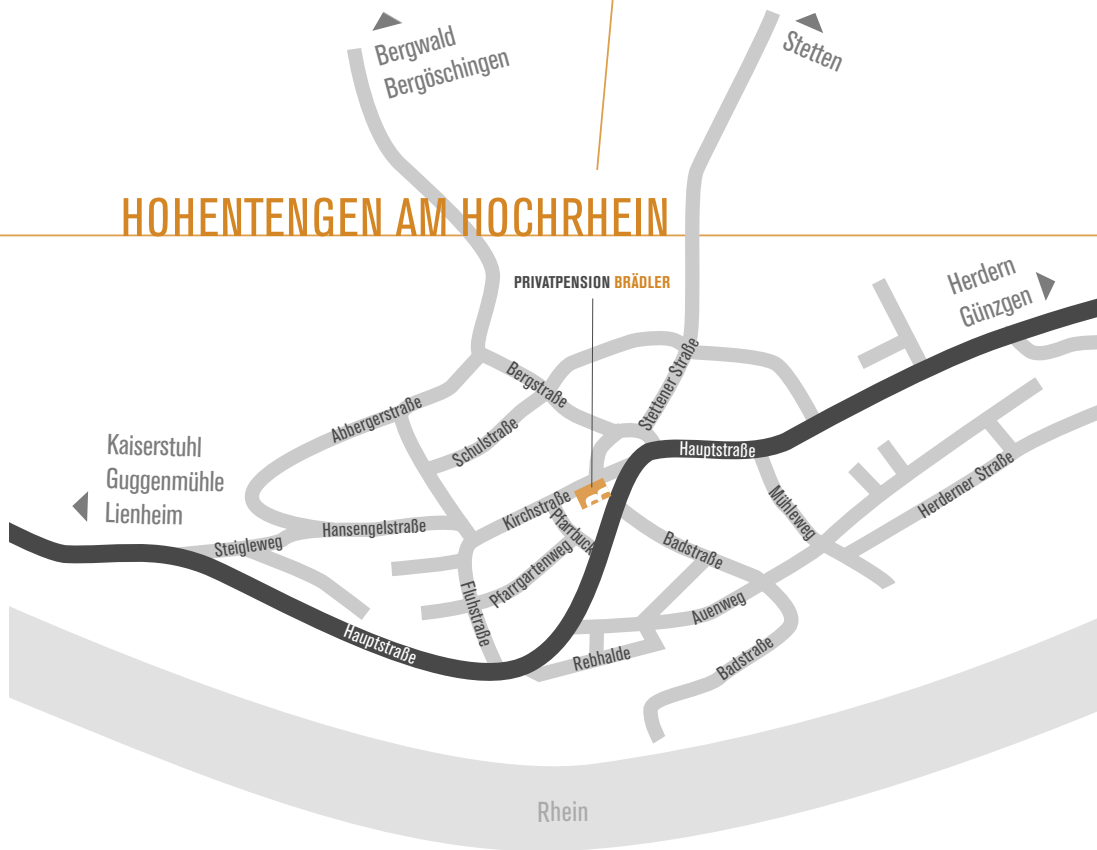 Bergwald
Bergöschingen
Stetten
HOHENTENGEN AM HOCHRHEIN
PRIVATPENSION BRÄDLER
Herdern
Günzgen
Stettener Straße
Bergstraße
Abbergerstraße
Schulstraße
Hauptstraße
Kaiserstuhl
Guggenmühle
Lienheim
Kirchstraße
B
Mühleweg
Herderner Straße
Hansengelstraße
Steigleweg
Pfarrbuck
Pfarrgartenweg
Badstraße
Fluhstraße
Auenweg
Hauptstraße
Rebhalde
Badstraße
Rhein